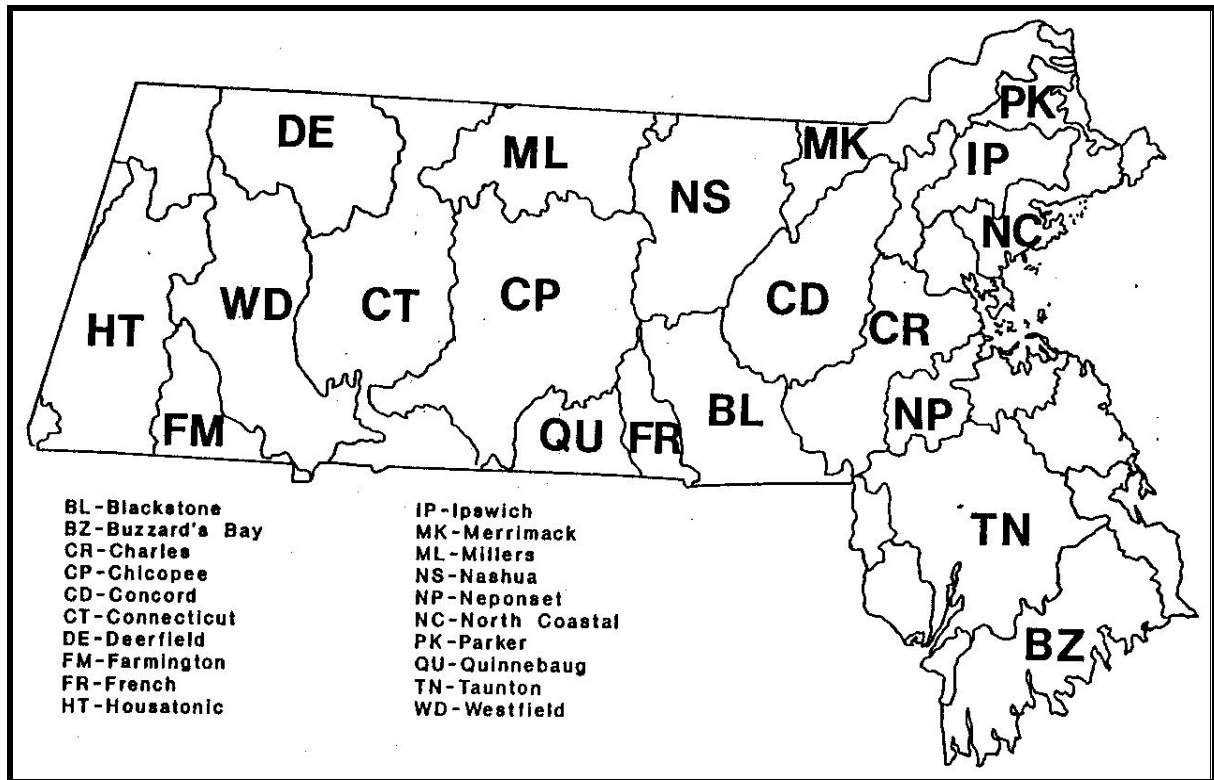 PK
DE
MK
ML
IP
NS
NC
CP
WD
CT
CD
HT
CR
BL
NP
FM
QU
FR
TN
BZ
BL-Blackstone
BZ-Buzzard's Bay
CR-Charles
CP-Chicopee
CD-Concord
CT-Connecticut
DE-Deerfield
FM-Farmington
FR-French
HT-Housatonic
IP-Ipswich
MK-Merrimack
ML-Millers
NS-Nashua
NP-Neponset
NC-North Coastal
PK-Parker
QU-Quinnebaug
TN-Taunton
WD-Westfield